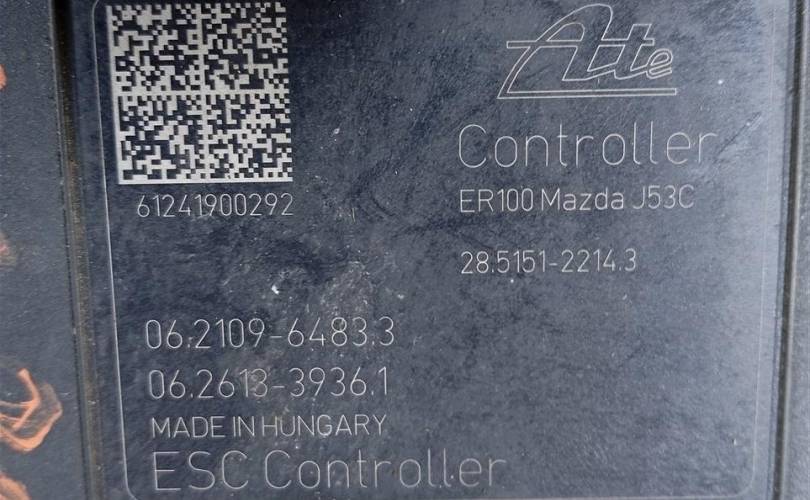 Ate
Controller
61241900292
ER100 Mazda J53C
28.5151-2214.3
06.2109-6483.3
06.2613-3936.1
MADE IN HUNGARY
ESC Controller